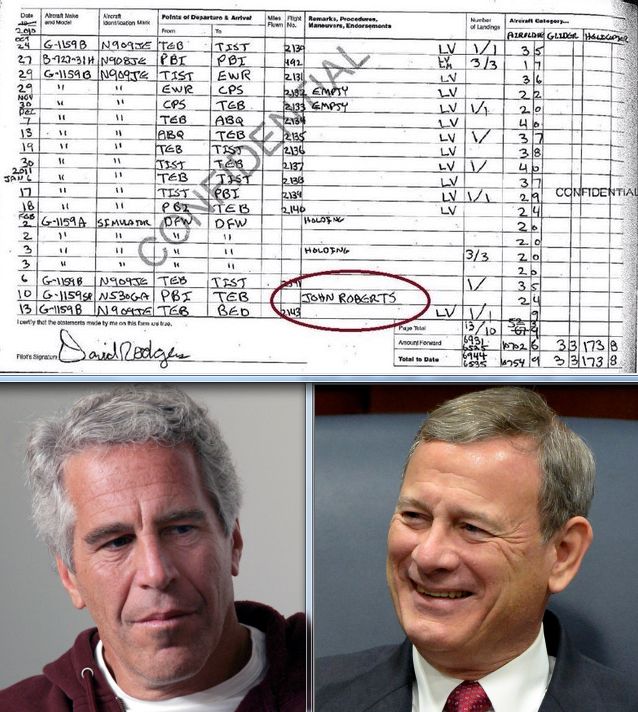 Date Aircraft Make and Model Aircraft Identification Mark Points of Departure & Arrival Miles Flown Flight No. Remarks, Procedures, Maneuvers, Endorsements Number of Landings Aircraft Category...
From To AIRPLANE GLIDER HELICOPTER
2010
OCT
24 G-1159B N909JE TEB TIST 2130 LV 1/1 3 5
27 B-727-31H N908JE PBI PBI 492 LV 3/3 1 7
29 G-1159B N909JE TIST EWR 2131 LV 3 6
29 " " EWR CPS 2132 EMPTY LV 2 2
NOV
30 " " CPS TEB 2133 EMPTY LV 1/1 2 0
DEC
7 " " TEB ABQ 2134 LV 4 0
13 " " ABQ TEB 2135 LV 1/ 3 7
19 " " TEB TIST 2136 LV 3 8
30 " " TIST TEB 2137 LV 1/ 4 0
2011
JAN 6 " " TEB TIST 2138 LV 3 7
17 " " TIST PBI 2139 LV 1/1 2 9
18 " " PBI TEB 2140 LV 2 4
FEB
2 G-1159A SIMULATOR DFW DFW HOLDING 2 0
2 " " " " 2 0
3 " " " " HOLDING 3/3 2 0
3 " " " " 2 0
6 G-1159B N909JE TEB TIST 1/ 3 5
10 G-1159SB N530GA PBI TEB JOHN ROBERTS 2 4
13 G-1159B N909JE TEB BED 2143 LV 1/1 9
CONFIDENTIAL
CONFIDENTIAL
I certify that the statements made by me on this form are true.
Pilot's Signature David Rodgers
Page Total 13/10
Amount Forward 6931 6525 10702 6 3 3 173 8
Total to Date 6944 6535 10754 9 3 3 173 8